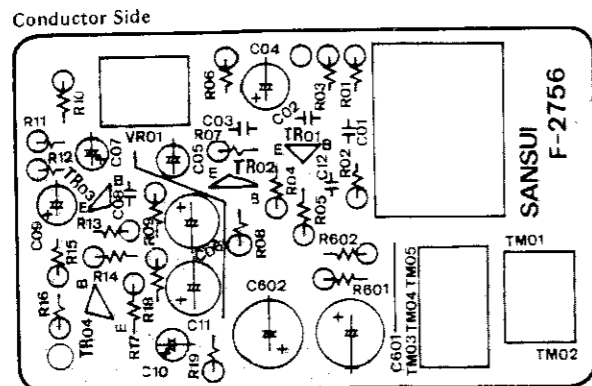 Conductor Side
C04
R06
R03
R01
R10
C02
SANSUI
F-2756
R11
VR01
C03
R07
TR01
C01
E
B
R12
C07
C05
TR02
R02
C12
TR03
B
E
B
R04
C08
R05
E
C09
R13
R09
R08
R602
TM01
R15
R14
C06
B
R18
C602
R601
TM05
R16
TM04
C11
C601
TM03
TR04
E
R17
C10
R19
TM02